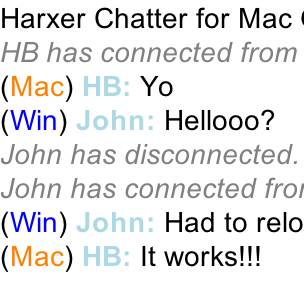 Harxer Chatter for Mac
HB has connected from
(Mac) HB: Yo
(Win) John: Hellooo?
John has disconnected.
John has connected from
(Win) John: Had to relo
(Mac) HB: It works!!!